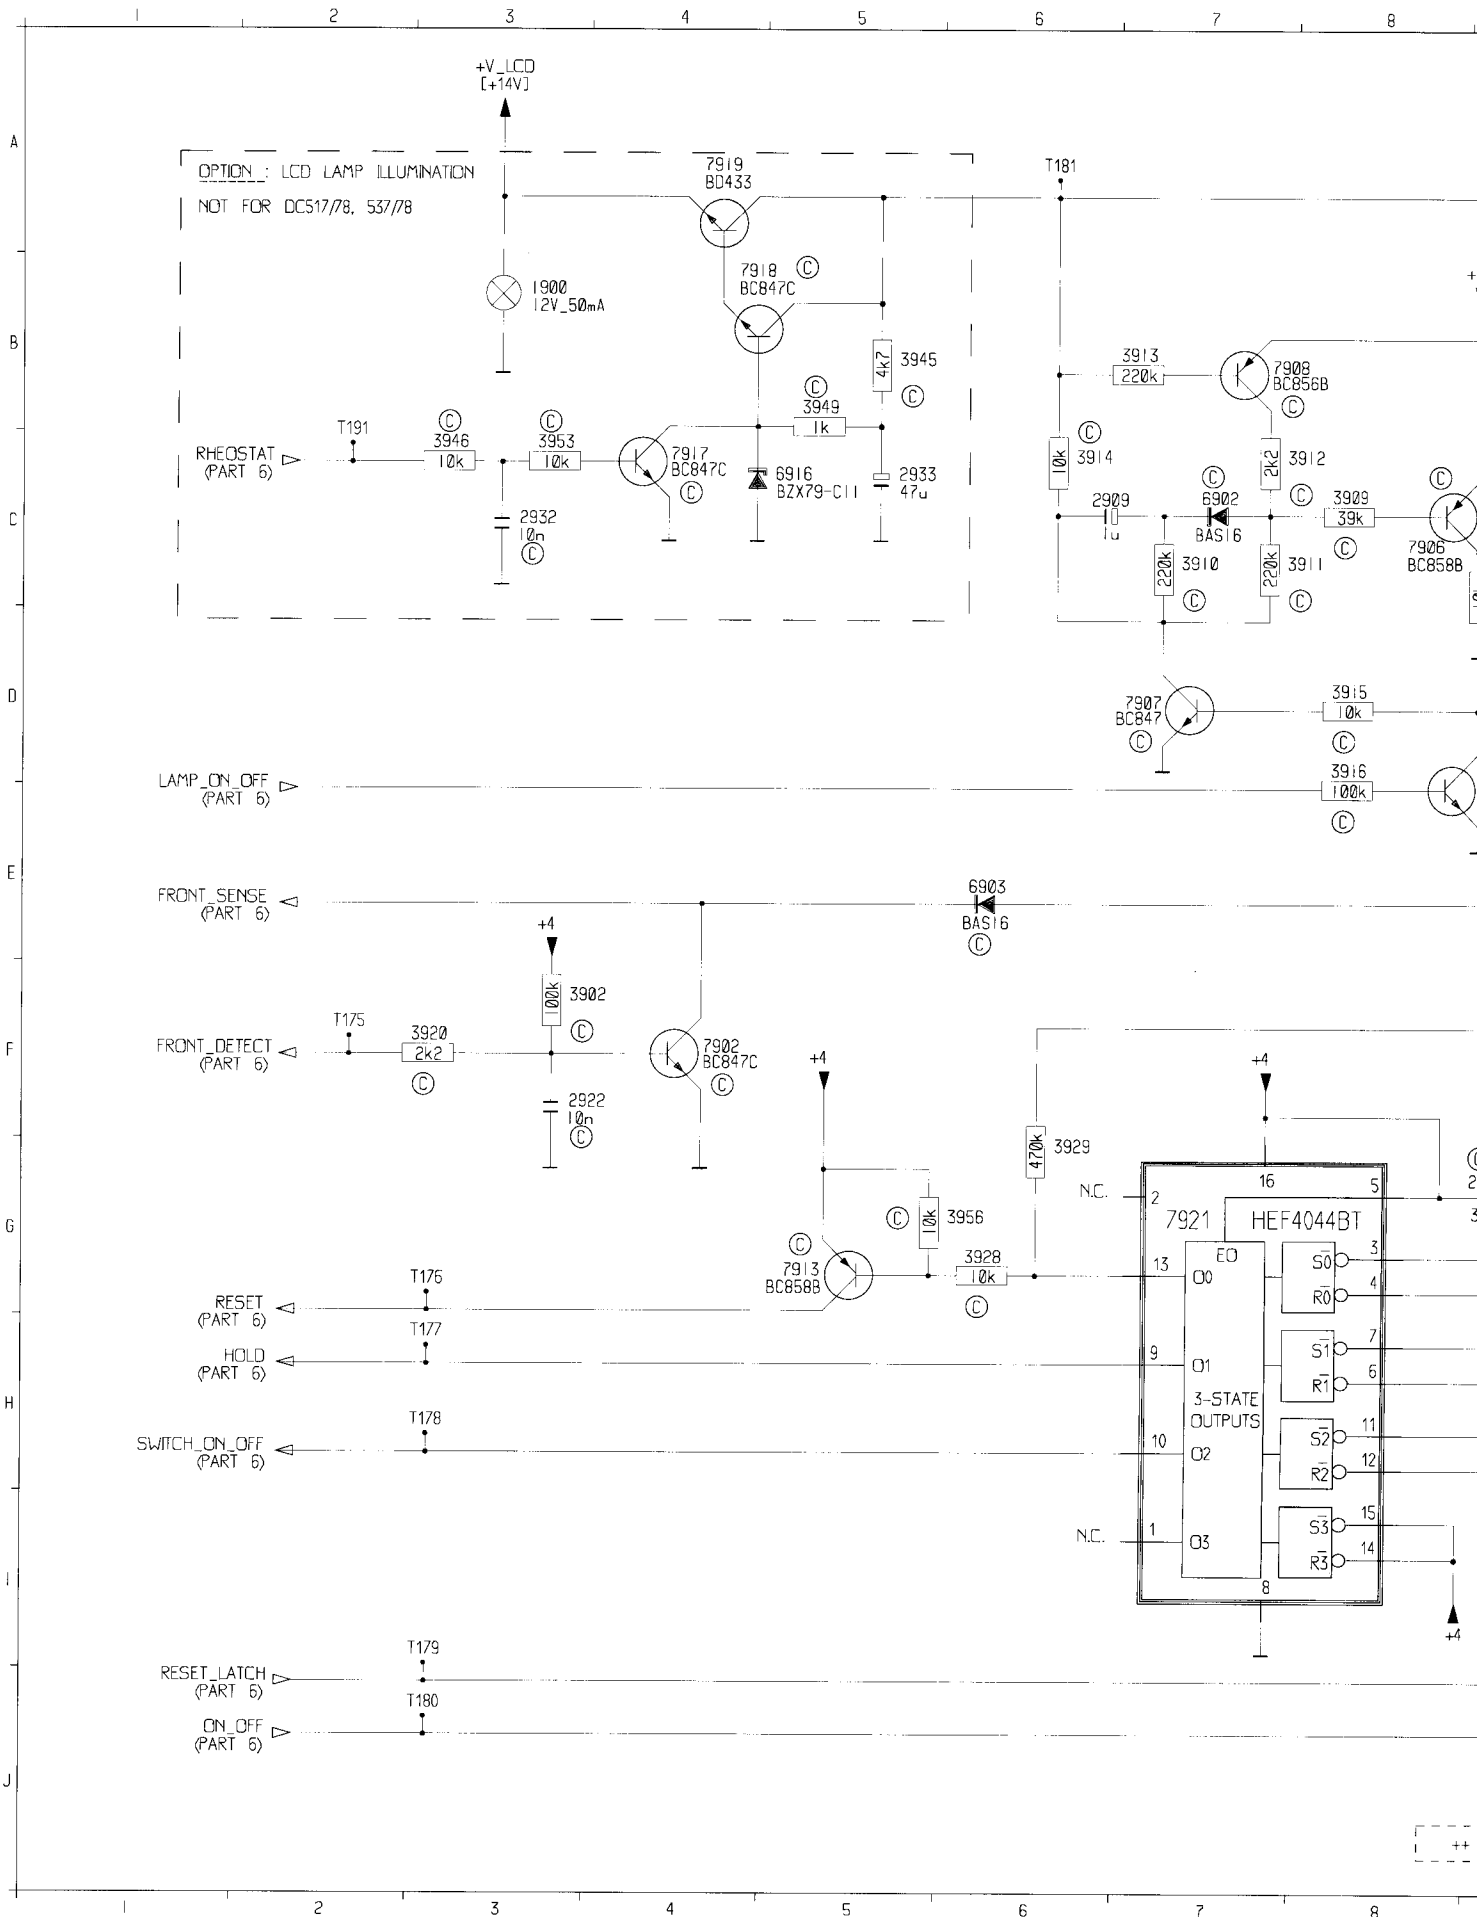 1 2 3 4 5 6 7 8
+V_LCD
[+14V]
A
OPTION : LCD LAMP ILLUMINATION
NOT FOR DC517/78, 537/78
7919
BD433
T181
7918
BC847C
C
1900
12V_50mA
B
4k7
3945
C
3913
220k
7908
BC856B
C
C
3949
1k
T191
RHEOSTAT
(PART 6)
C
3946
10k
C
3953
10k
7917
BC847C
C
6916
BZX79-C11
2933
47u
C
10k
3914
2k2
3912
C
C
2932
10n
C
2909
1u
C
6902
BAS16
C
3909
39k
C
C
7906
BC858B
220k
3910
C
220k
3911
C
D
7907
BC847
C
3915
10k
C
LAMP_ON_OFF
(PART 6)
3916
100k
C
E
FRONT_SENSE
(PART 6)
6903
BAS16
C
+4
100k
3902
C
T175
F
FRONT_DETECT
(PART 6)
3920
2k2
C
7902
BC847C
C
+4
+4
2922
10n
C
470k
3929
N.C.
2
16
5
G
7921 HEF4044BT
C
10k
3956
C
7913
BC858B
3928
10k
C
13
EO
O0
S0
3
R0
4
T176
RESET
(PART 6)
T177
HOLD
(PART 6)
9
O1
S1
7
R1
6
H
3-STATE
OUTPUTS
T178
SWITCH_ON_OFF
(PART 6)
10
O2
S2
11
R2
12
N.C.
1
O3
S3
15
R3
14
I
8
+4
T179
RESET_LATCH
(PART 6)
T180
ON_OFF
(PART 6)
J
++
1 2 3 4 5 6 7 8